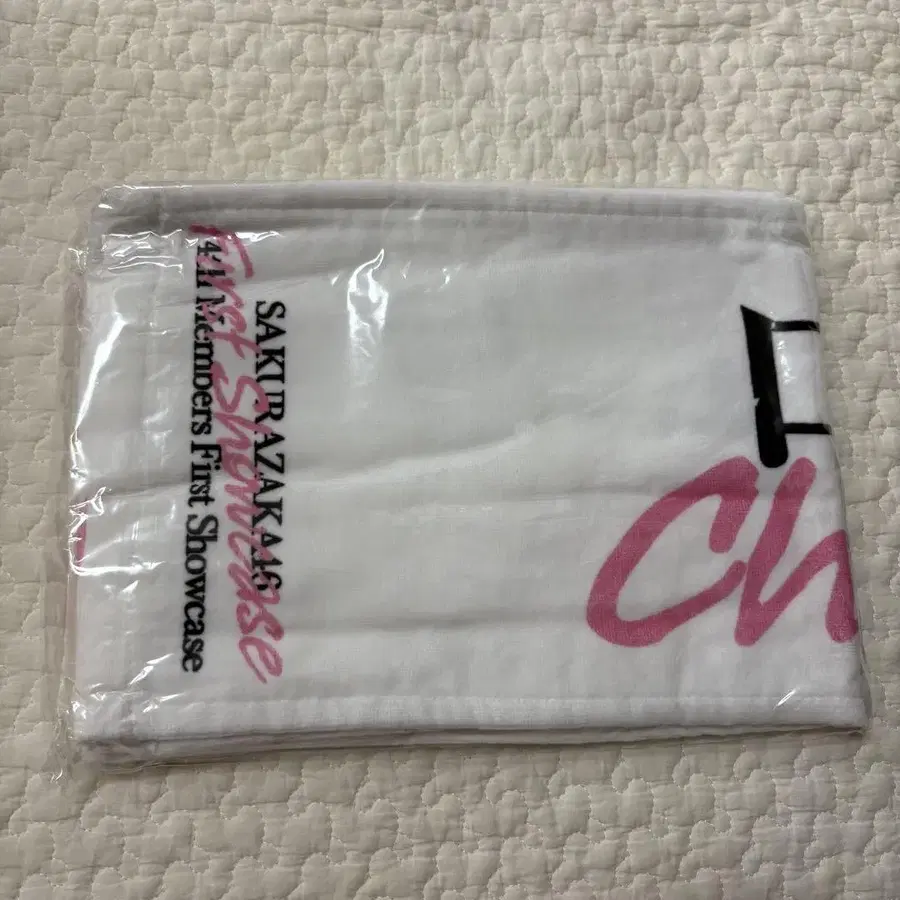 SAKURAZAKA46
First Showcase
4th Members First Showcase
Ch